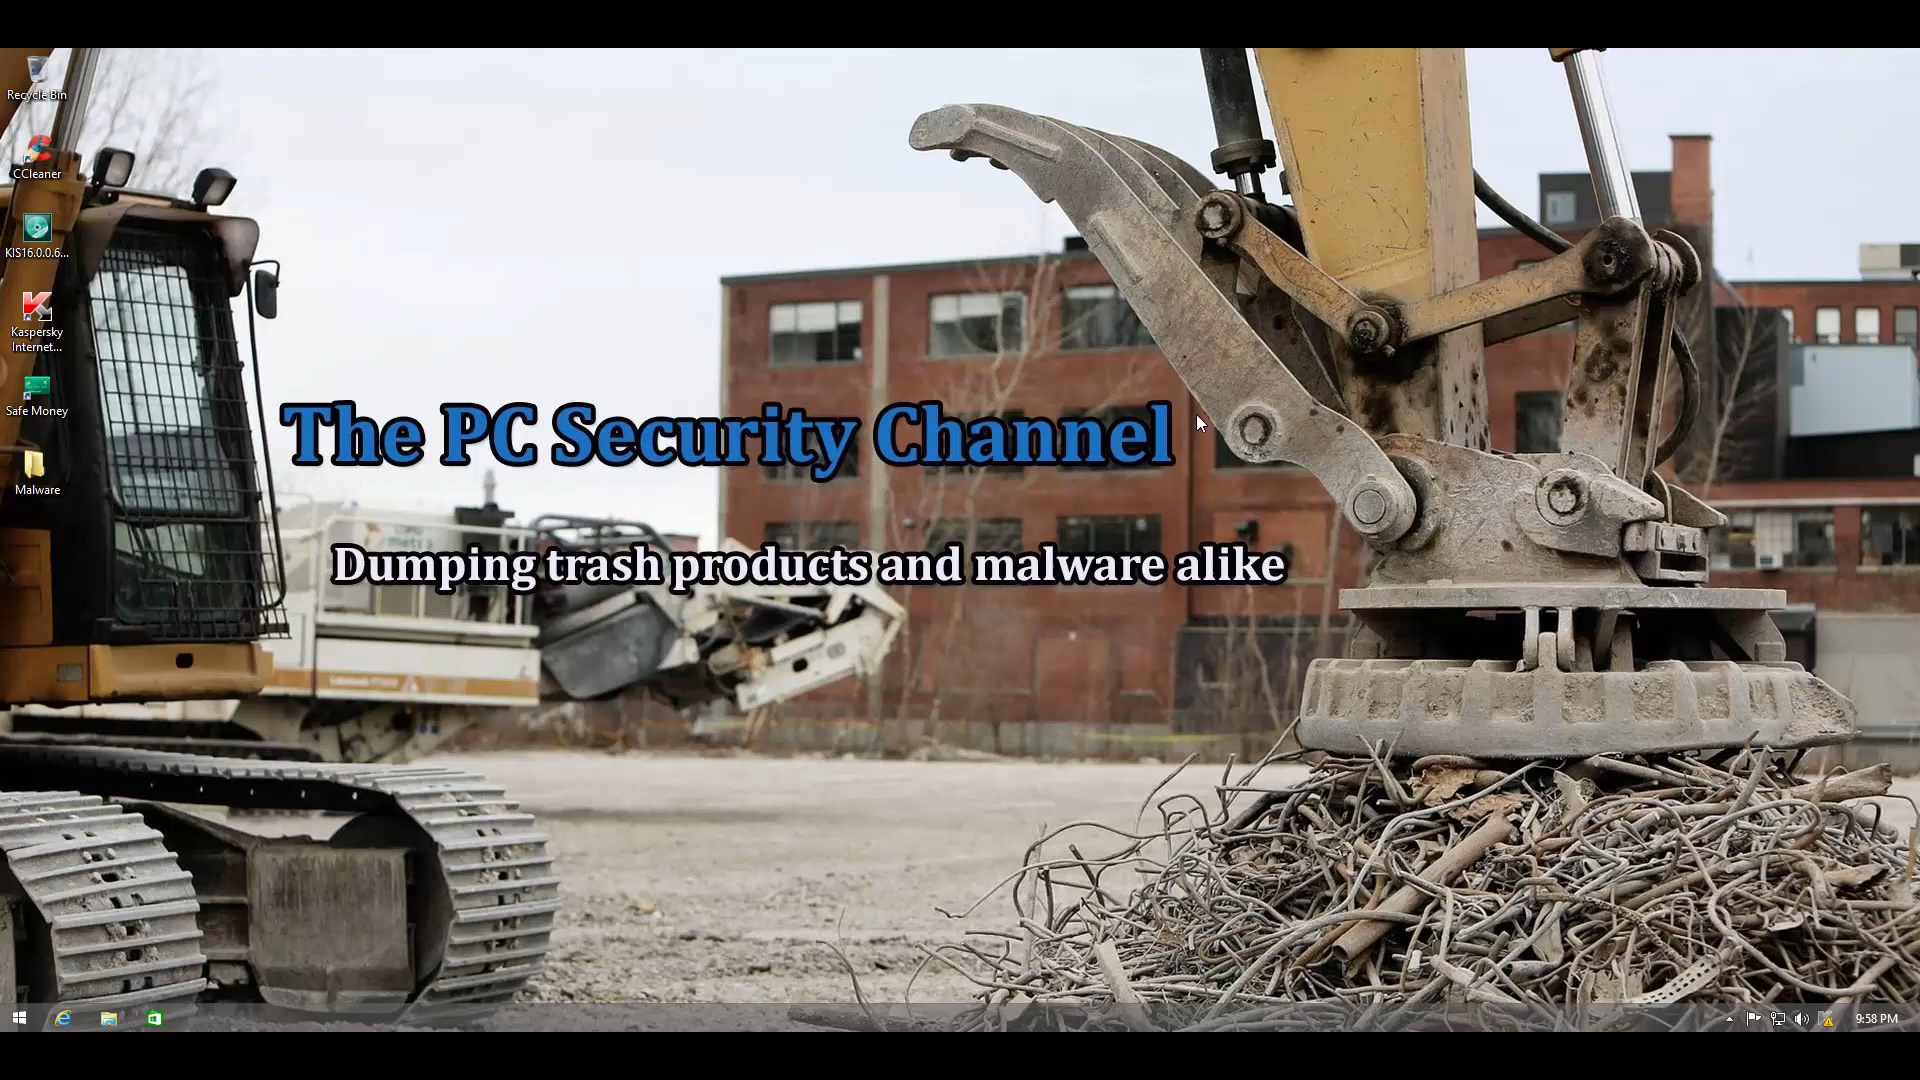 Recycle Bin
CCleaner
KIS16.0.0.6...
Kaspersky
Internet...
Safe Money
Malware
The PC Security Channel
Dumping trash products and malware alike
9:58 PM